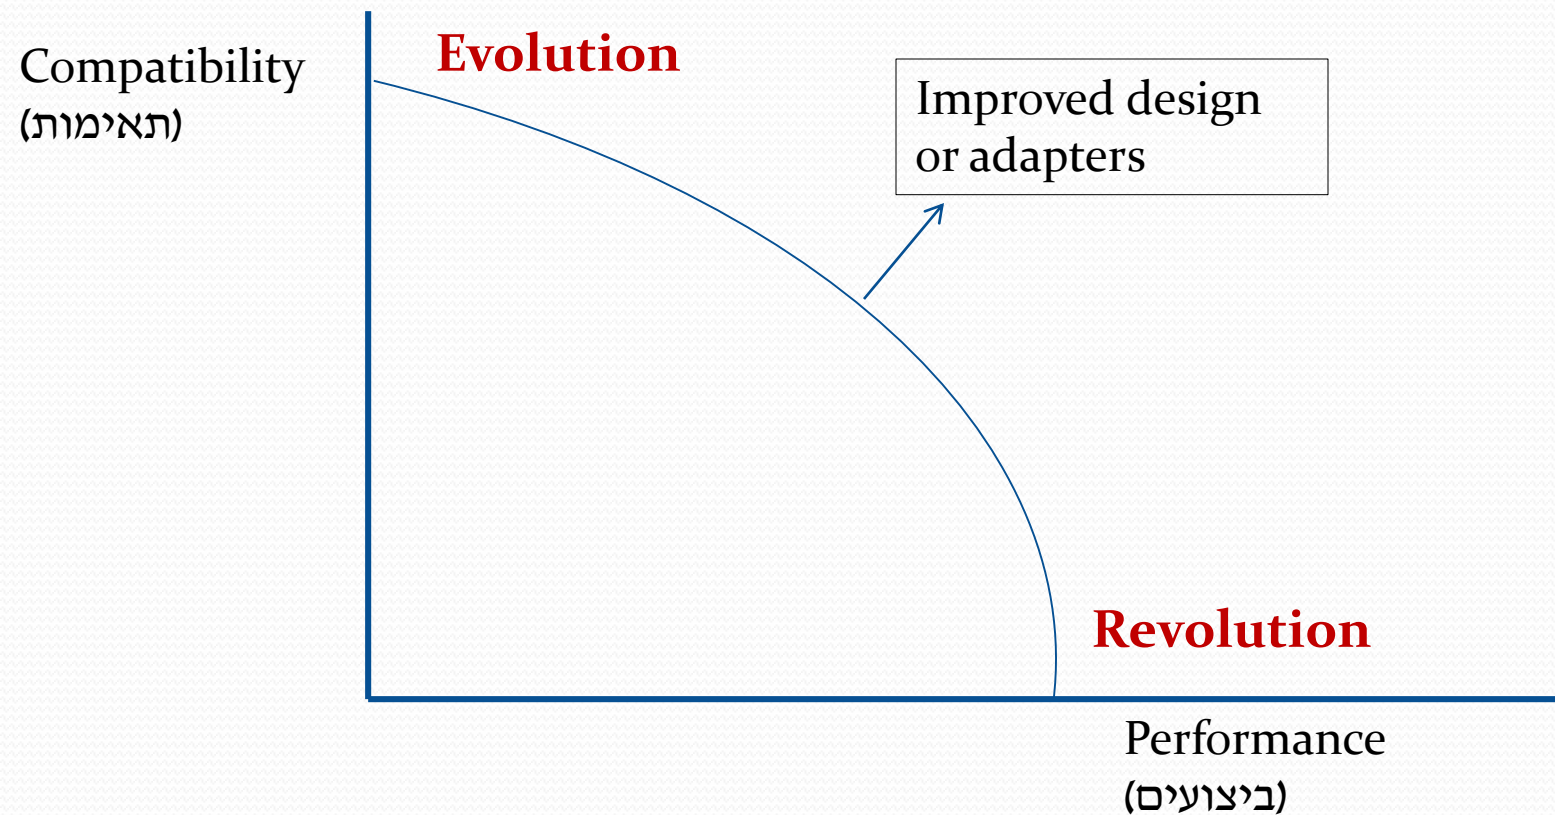 Compatibility
(תאימות)
Evolution
Improved design
or adapters
Revolution
Performance
(ביצועים)